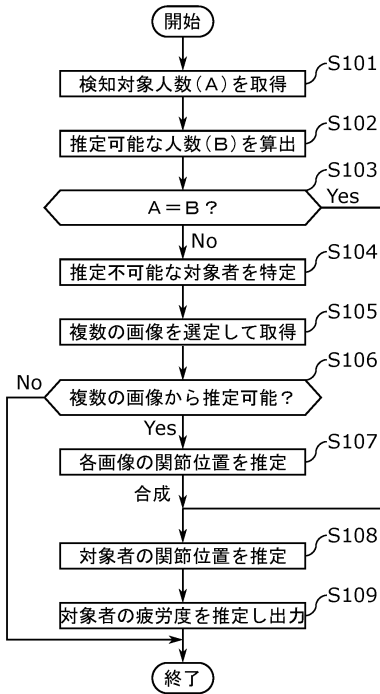 開始
S101
検知対象人数(A)を取得
S102
推定可能な人数(B)を算出
S103
A=B?
Yes
No
S104
推定不可能な対象者を特定
S105
複数の画像を選定して取得
S106
No
複数の画像から推定可能?
Yes
S107
各画像の関節位置を推定
合成
S108
対象者の関節位置を推定
S109
対象者の疲労度を推定し出力
終了